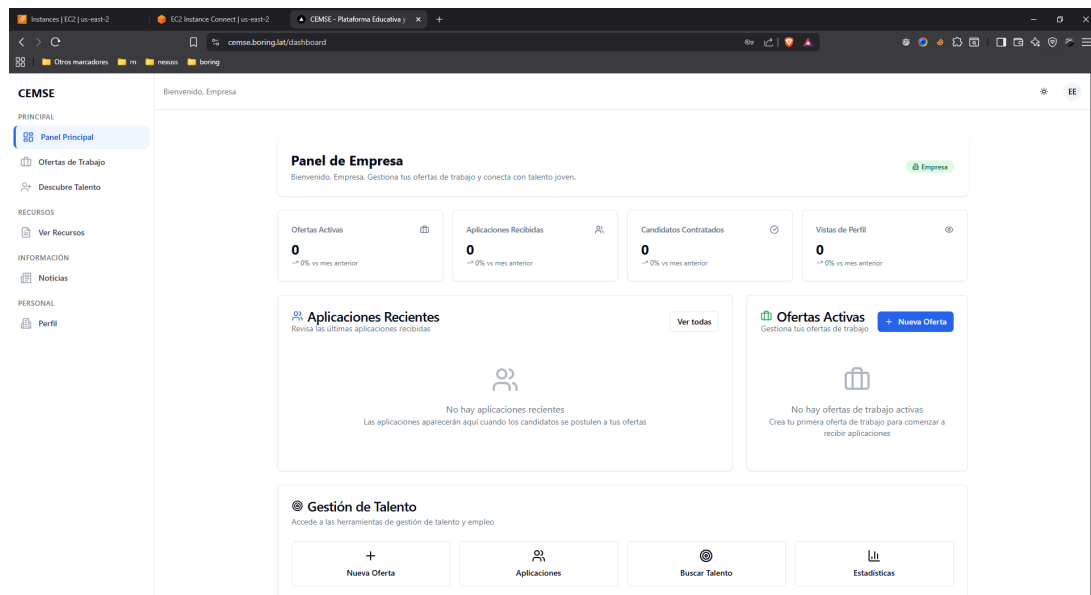 Instances | EC2 | us-east-2
EC2 Instance Connect | us-east-2
CEMSE - Plataforma Educativa y
cemse.boring.lat/dashboard
Otros marcadores
rn
nexuss
boring
CEMSE
Bienvenido, Empresa
EE
PRINCIPAL
Panel Principal
Ofertas de Trabajo
Descubre Talento
RECURSOS
Ver Recursos
INFORMACIÓN
Noticias
PERSONAL
Perfil
Panel de Empresa
Bienvenido, Empresa. Gestiona tus ofertas de trabajo y conecta con talento joven.
Empresa
Ofertas Activas
0
0% vs mes anterior
Aplicaciones Recibidas
0
0% vs mes anterior
Candidatos Contratados
0
0% vs mes anterior
Vistas de Perfil
0
0% vs mes anterior
Aplicaciones Recientes
Revisa las últimas aplicaciones recibidas
Ver todas
No hay aplicaciones recientes
Las aplicaciones aparecerán aquí cuando los candidatos se postulen a tus ofertas
Ofertas Activas
Gestiona tus ofertas de trabajo
+ Nueva Oferta
No hay ofertas de trabajo activas
Crea tu primera oferta de trabajo para comenzar a
recibir aplicaciones
Gestión de Talento
Accede a las herramientas de gestión de talento y empleo
Nueva Oferta
Aplicaciones
Buscar Talento
Estadísticas